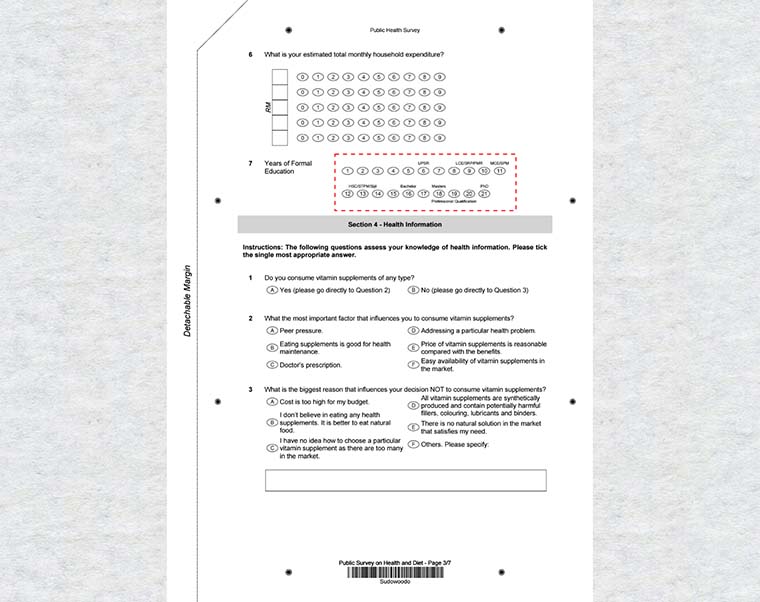 Public Health Survey
6 What is your estimated total monthly household expenditure?
RM
0 1 2 3 4 5 6 7 8 9
0 1 2 3 4 5 6 7 8 9
0 1 2 3 4 5 6 7 8 9
0 1 2 3 4 5 6 7 8 9
0 1 2 3 4 5 6 7 8 9
7 Years of Formal
Education
UPSR LCE/SRP/PMR MCE/SPM
1 2 3 4 5 6 7 8 9 10 11
HSC/STPM/Sijil Bachelor Masters PhD
12 13 14 15 16 17 18 19 20 21
Professional Qualification
Section 4 - Health Information
Instructions: The following questions assess your knowledge of health information. Please tick
the single most appropriate answer.
1 Do you consume vitamin supplements of any type?
A Yes (please go directly to Question 2) B No (please go directly to Question 3)
2 What the most important factor that influences you to consume vitamin supplements?
A Peer pressure.
B Eating supplements is good for health
maintenance.
C Doctor's prescription.
D Addressing a particular health problem.
E Price of vitamin supplements is reasonable
compared with the benefits.
F Easy availability of vitamin supplements in
the market.
3 What is the biggest reason that influences your decision NOT to consume vitamin supplements?
A Cost is too high for my budget.
B I don't believe in eating any health
supplements. It is better to eat natural
food.
C I have no idea how to choose a particular
vitamin supplement as there are too many
in the market.
D All vitamin supplements are synthetically
produced and contain potentially harmful
fillers, colouring, lubricants and binders.
E There is no natural solution in the market
that satisfies my need.
F Others. Please specify:
Detachable Margin
Public Survey on Health and Diet - Page 3/7
Sudowoodo